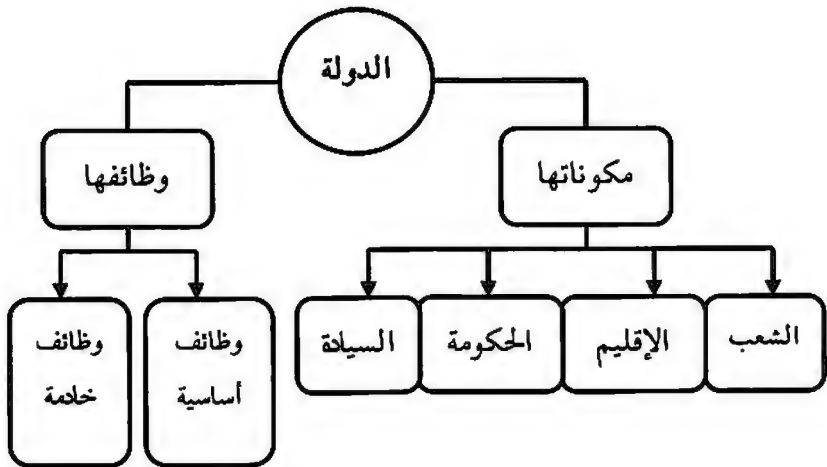 الدولة
مكوناتها
وظائفها
الشعب
الإقليم
الحكومة
السيادة
وظائف
أساسية
وظائف
خادمة